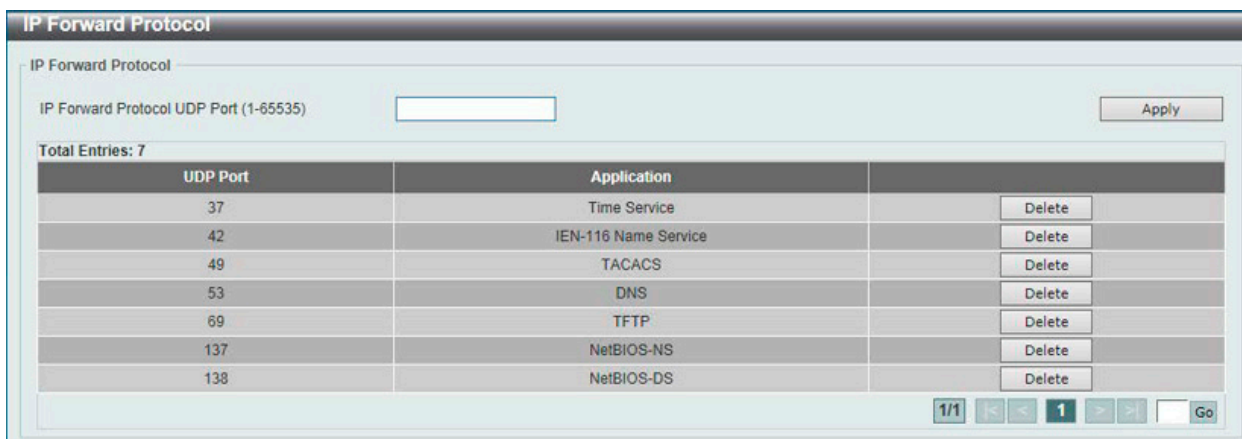 IP Forward Protocol
IP Forward Protocol
IP Forward Protocol UDP Port (1-65535) Apply
Total Entries: 7
UDP Port Application
37 Time Service Delete
42 IEN-116 Name Service Delete
49 TACACS Delete
53 DNS Delete
69 TFTP Delete
137 NetBIOS-NS Delete
138 NetBIOS-DS Delete
1/1 |< < 1 > >| Go